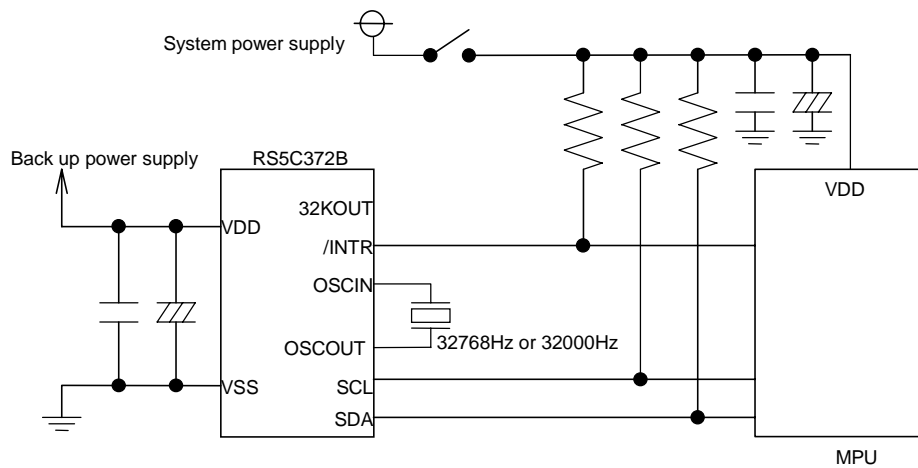 System power supply
Back up power supply
RS5C372B
VDD
32KOUT
VDD
/INTR
OSCIN
32768Hz or 32000Hz
OSCOUT
VSS
SCL
SDA
MPU